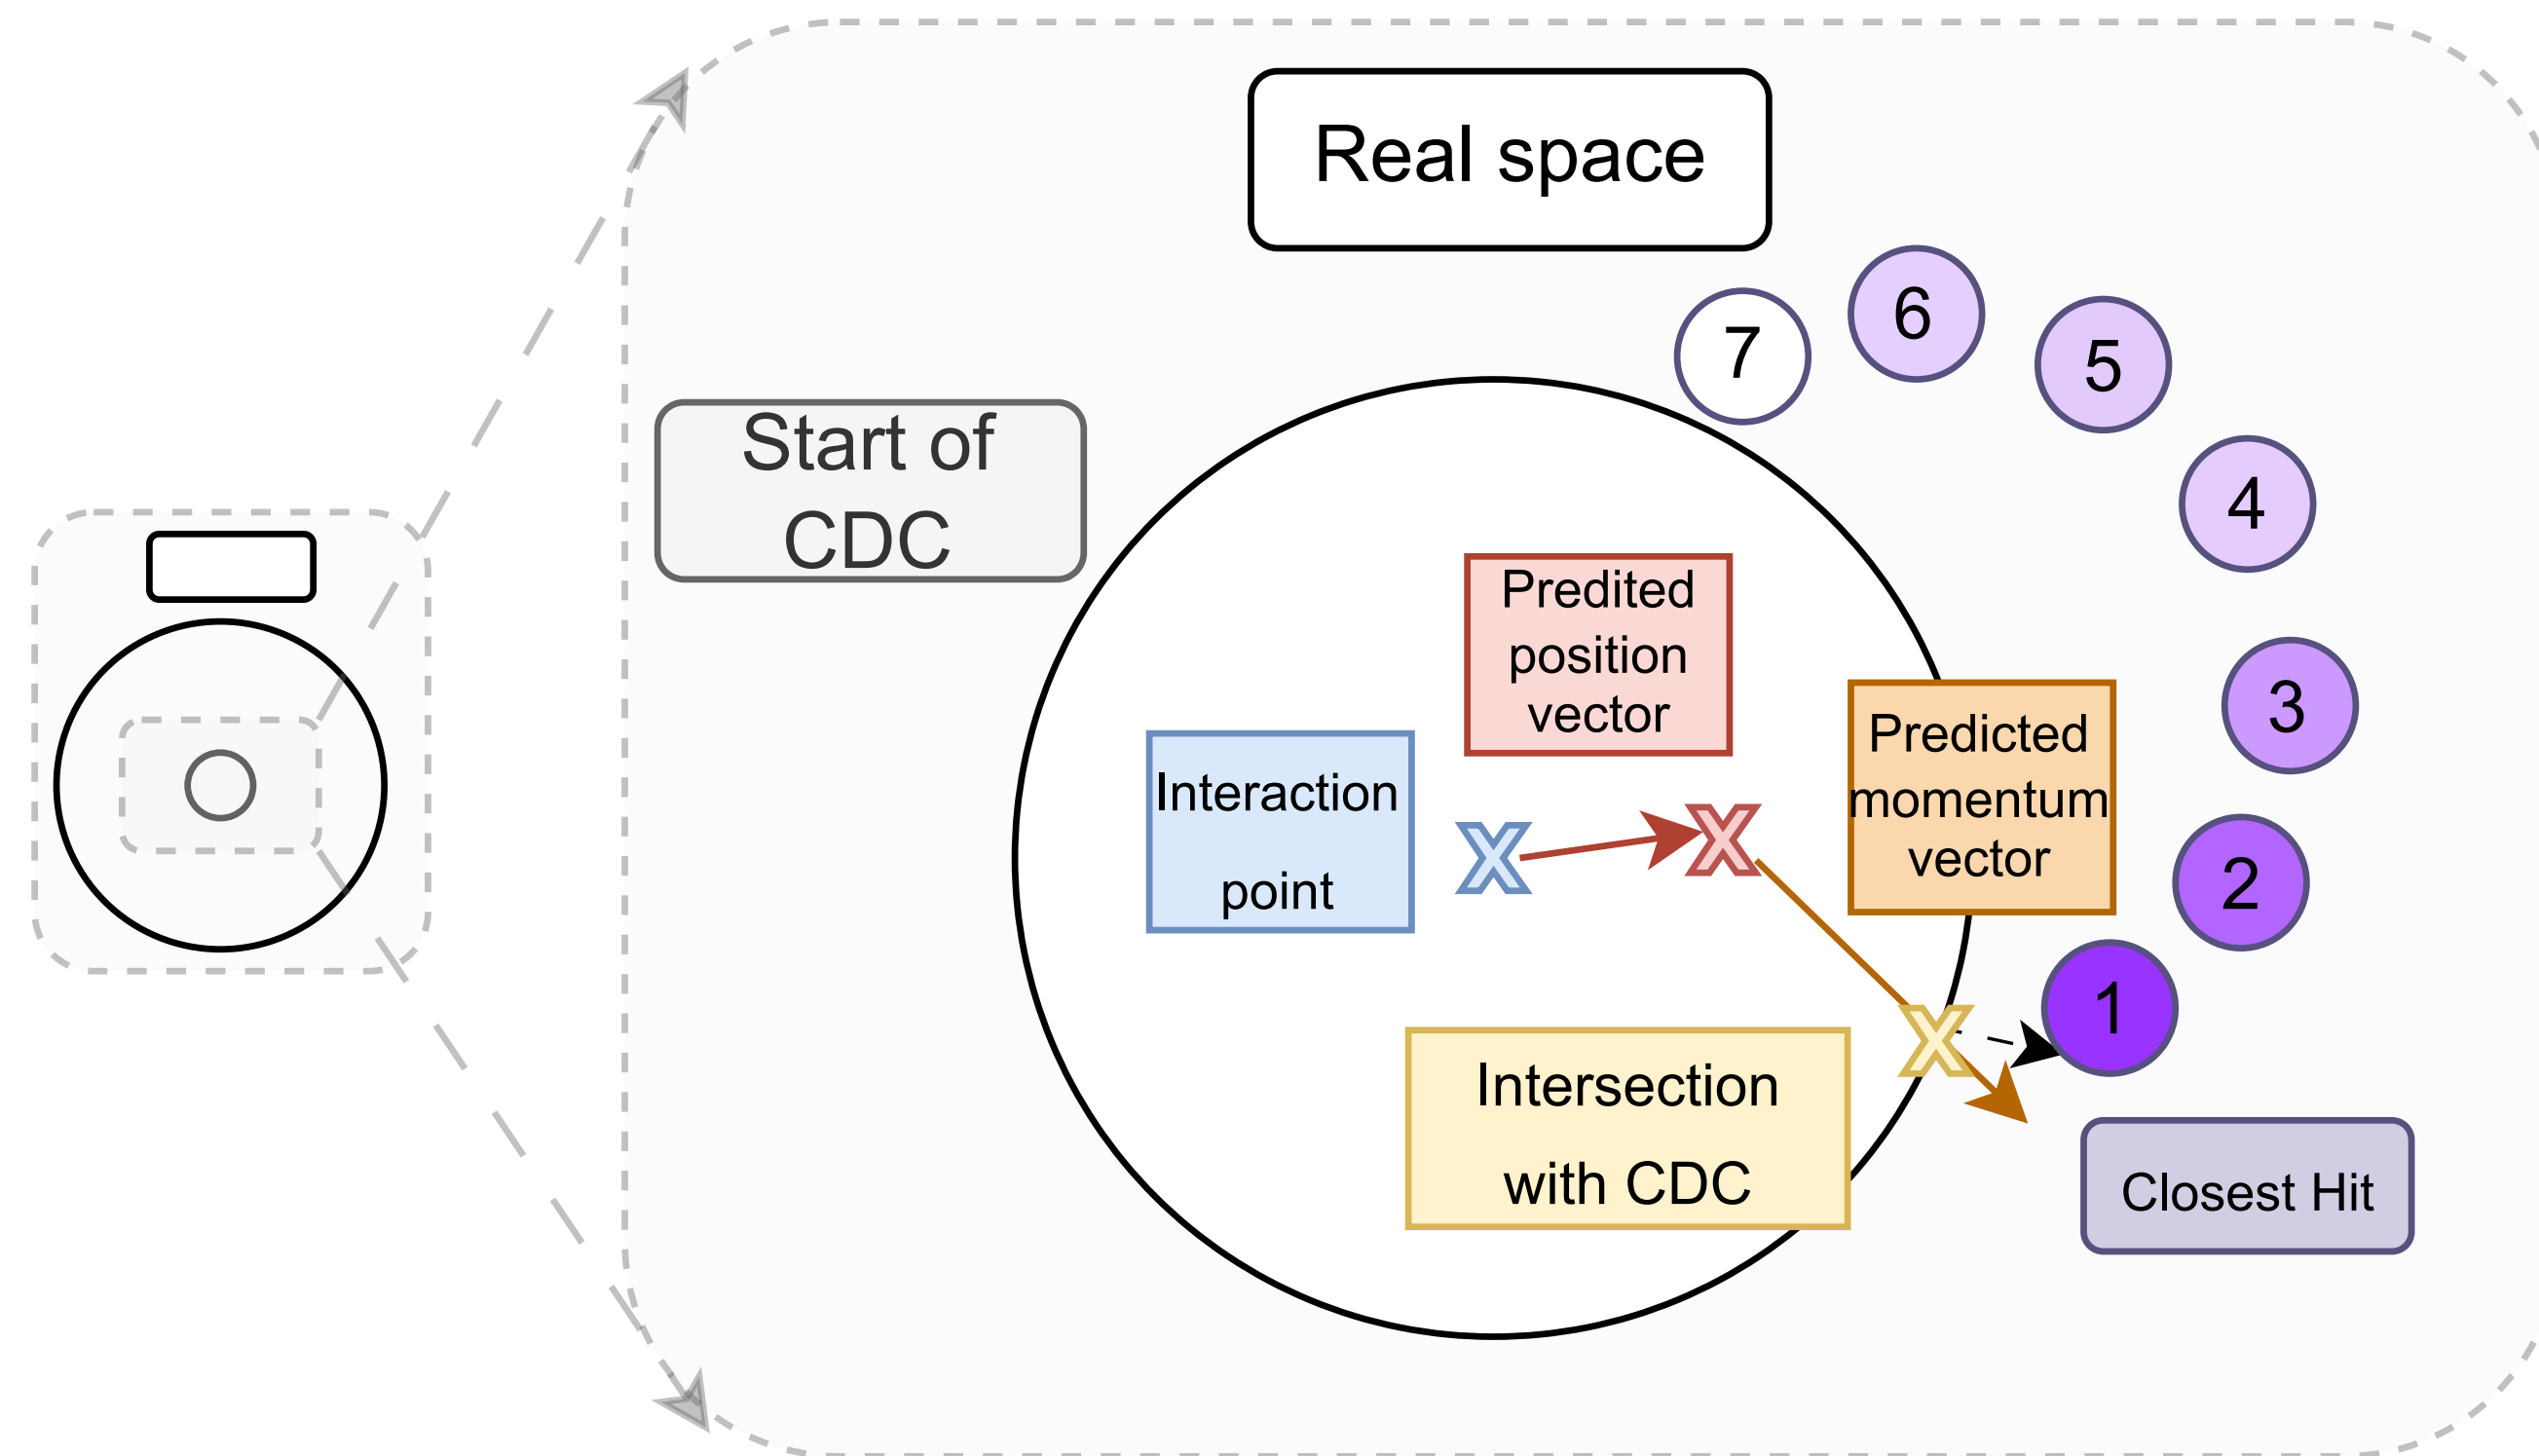 Real space
7
6
5
4
3
2
1
Start of
CDC
Predited
position
vector
Interaction
point
Predicted
momentum
vector
X
X
X
Intersection
with CDC
Closest Hit